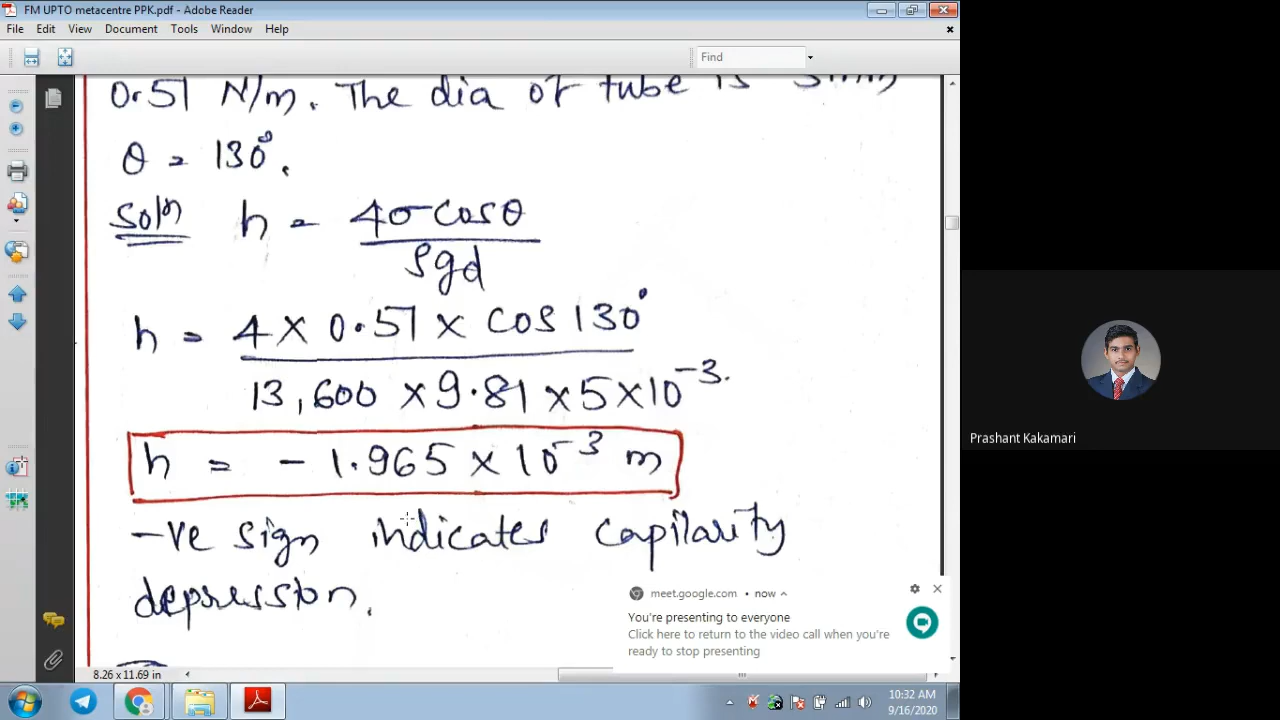 FM UPTO metacentre PPK.pdf - Adobe Reader
File Edit View Document Tools Window Help
Find
0.51 N/m. The dia of tube is 5mm
θ = 130°.
Soln h = 4σcosθ
ρgd
h = 4 × 0.51 × cos 130°
13,600 × 9.81 × 5 × 10⁻³.
h = - 1.965 × 10⁻³ m
-ve sign indicates capilarity
depression.
Prashant Kakamari
meet.google.com • now
You're presenting to everyone
Click here to return to the video call when you're
ready to stop presenting
8.26 x 11.69 in
10:32 AM
9/16/2020